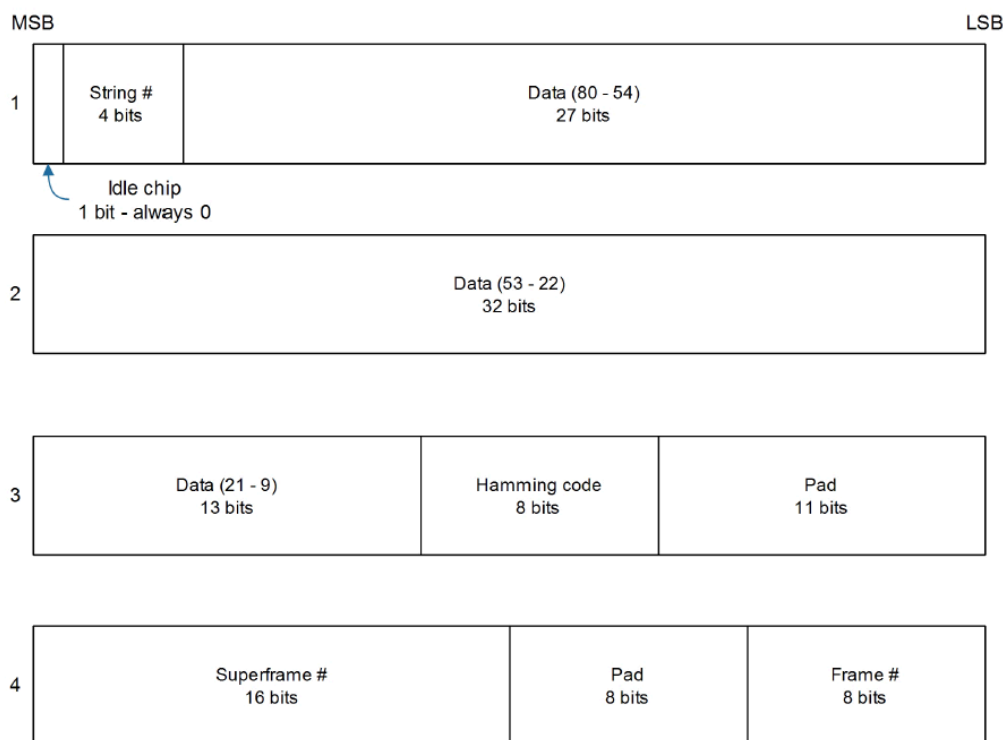 MSB
LSB
1
String #
4 bits
Data (80 - 54)
27 bits
Idle chip
1 bit - always 0
2
Data (53 - 22)
32 bits
3
Data (21 - 9)
13 bits
Hamming code
8 bits
Pad
11 bits
4
Superframe #
16 bits
Pad
8 bits
Frame #
8 bits